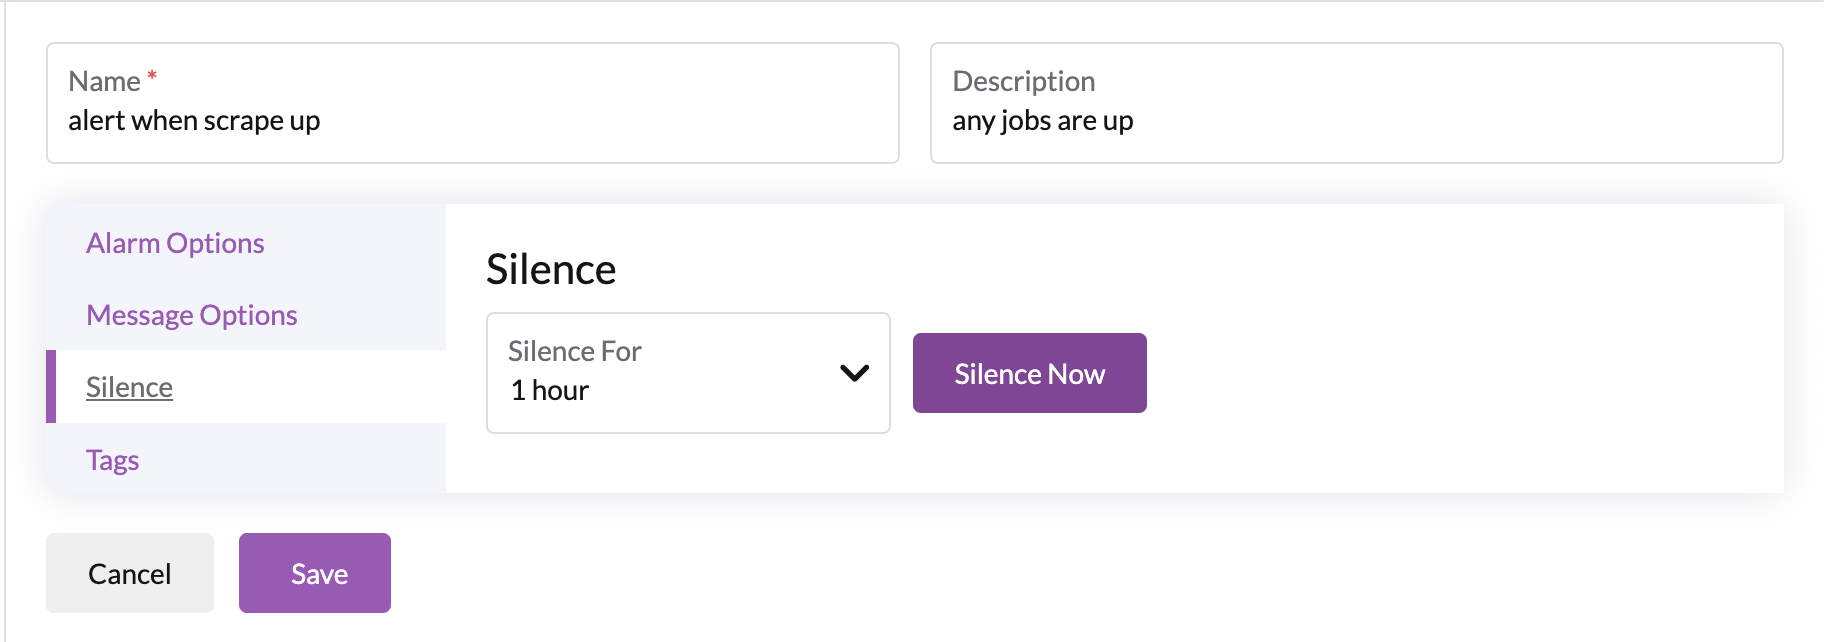 Name *
alert when scrape up
Description
any jobs are up
Alarm Options
Message Options
Silence
Tags
Silence
Silence For
1 hour
Silence Now
Cancel
Save